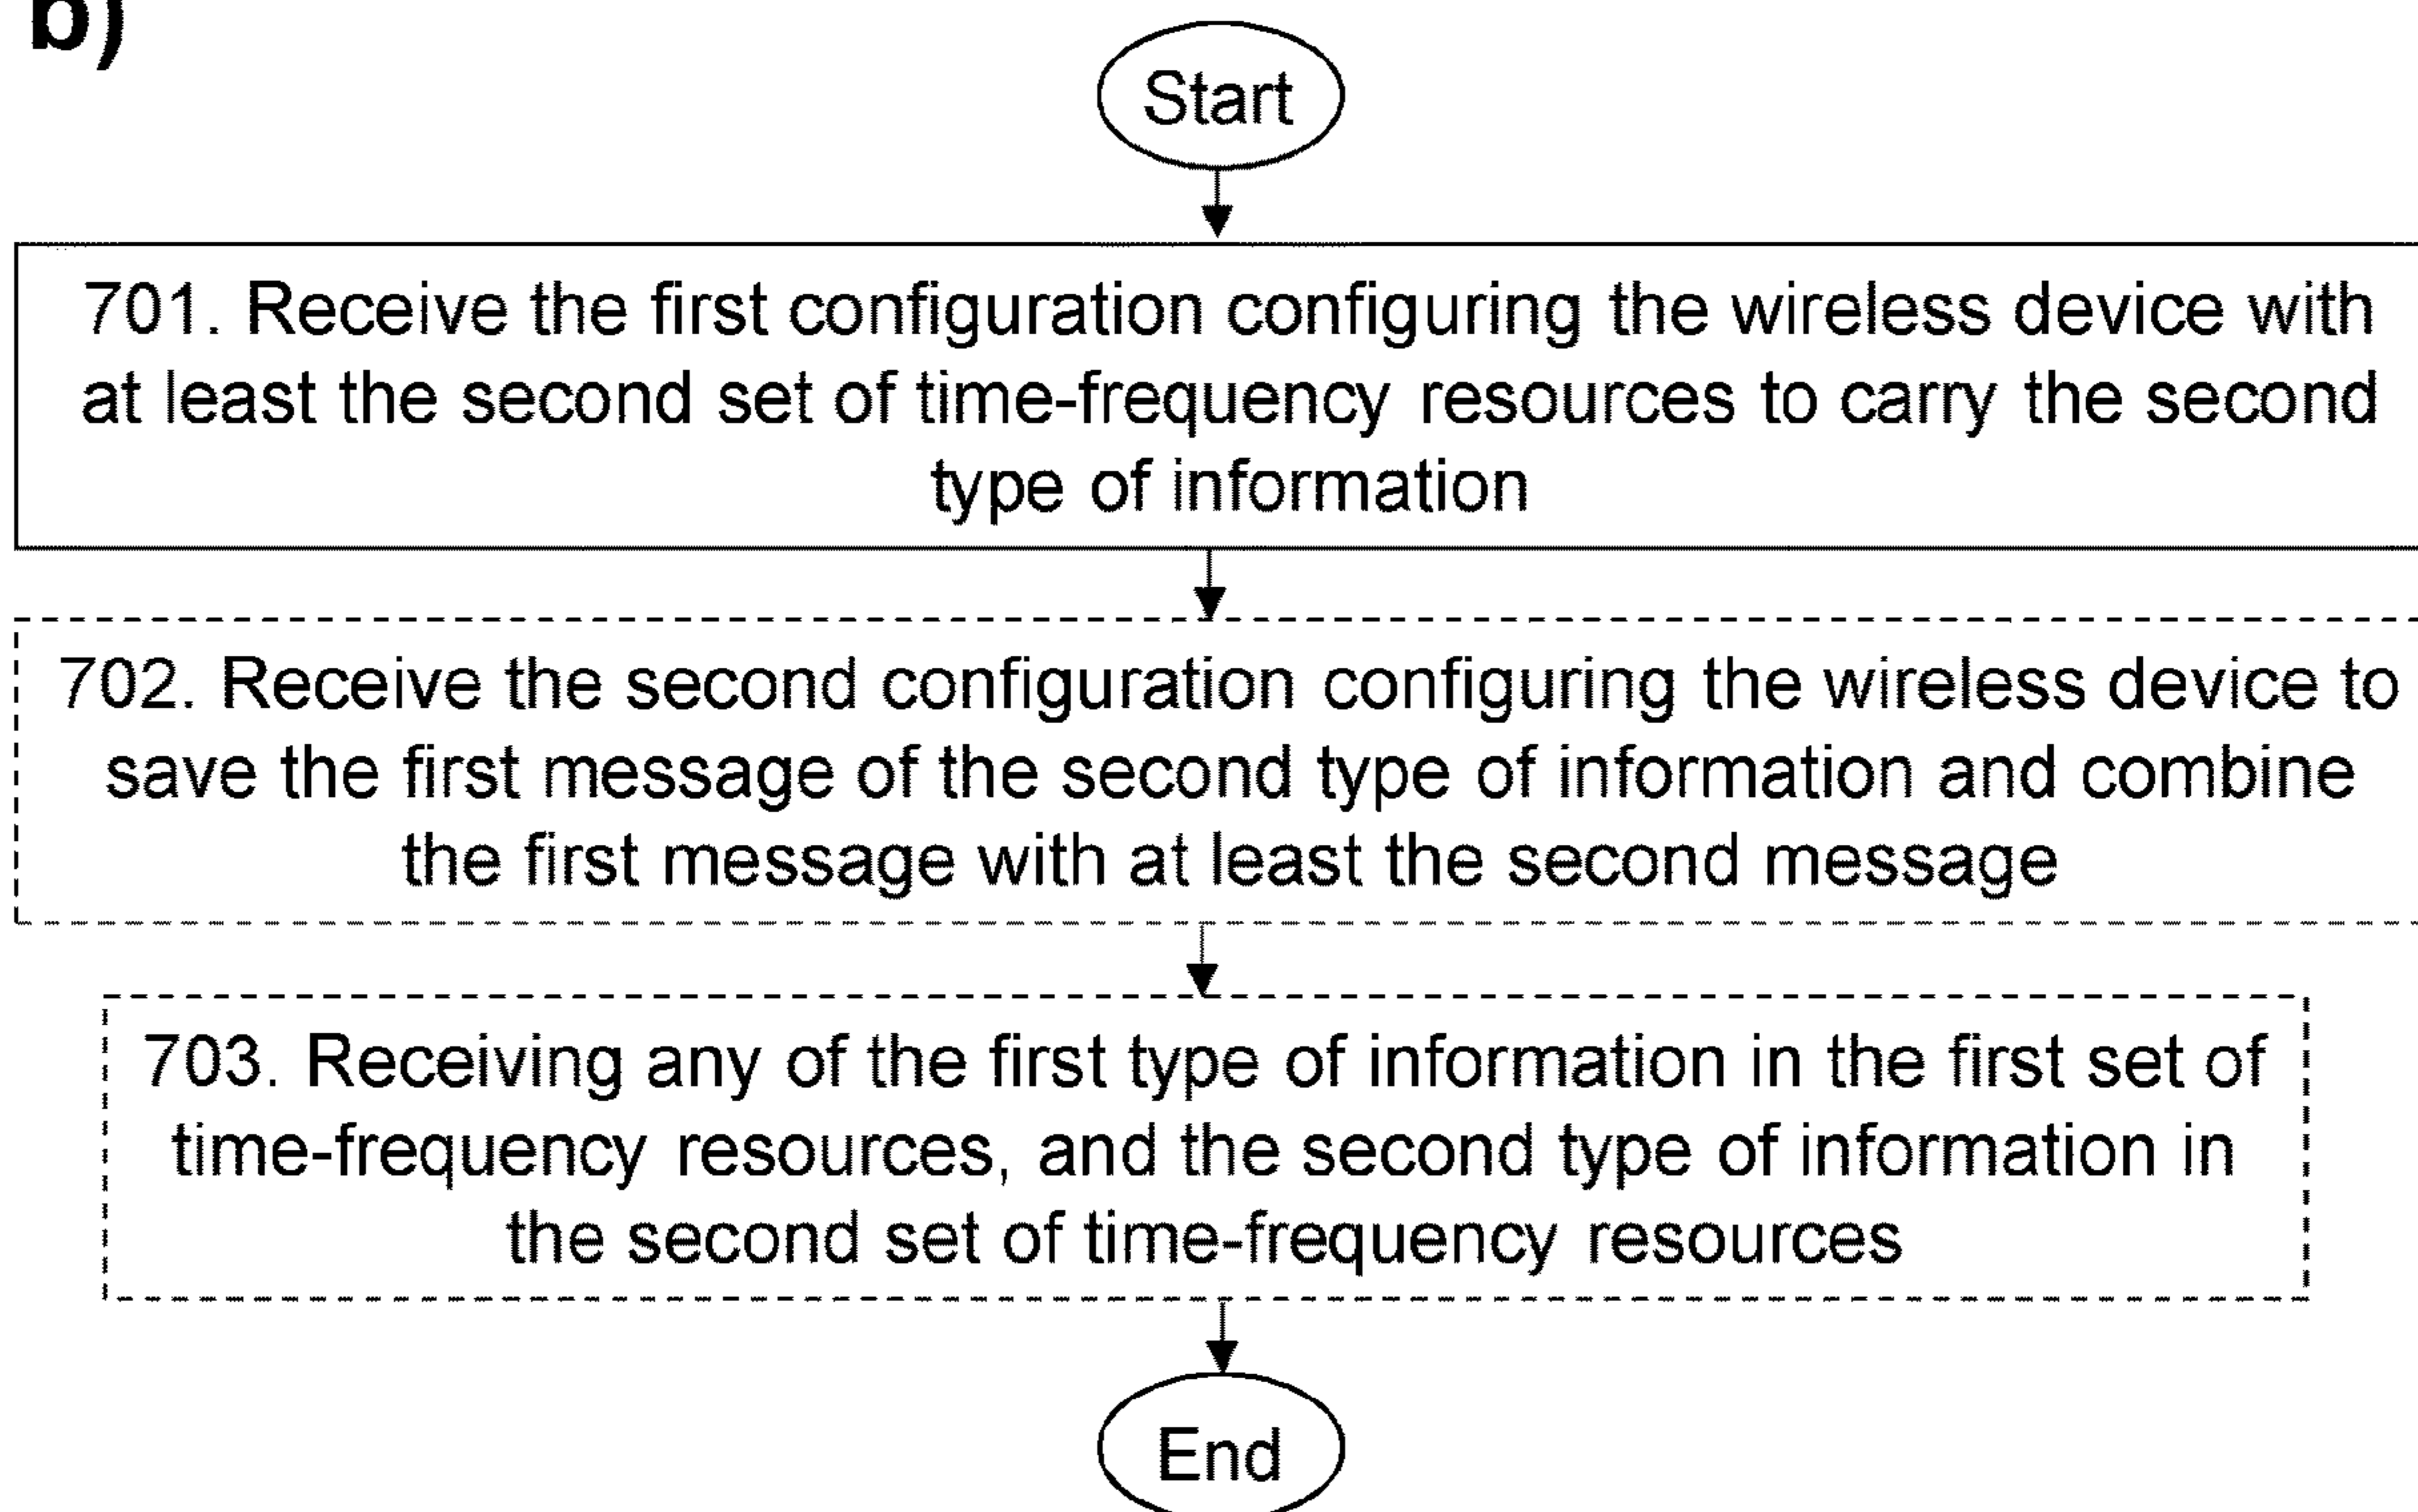 b)
Start
701. Receive the first configuration configuring the wireless device with
at least the second set of time-frequency resources to carry the second
type of information
702. Receive the second configuration configuring the wireless device to
save the first message of the second type of information and combine
the first message with at least the second message
703. Receiving any of the first type of information in the first set of
time-frequency resources, and the second type of information in
the second set of time-frequency resources
End